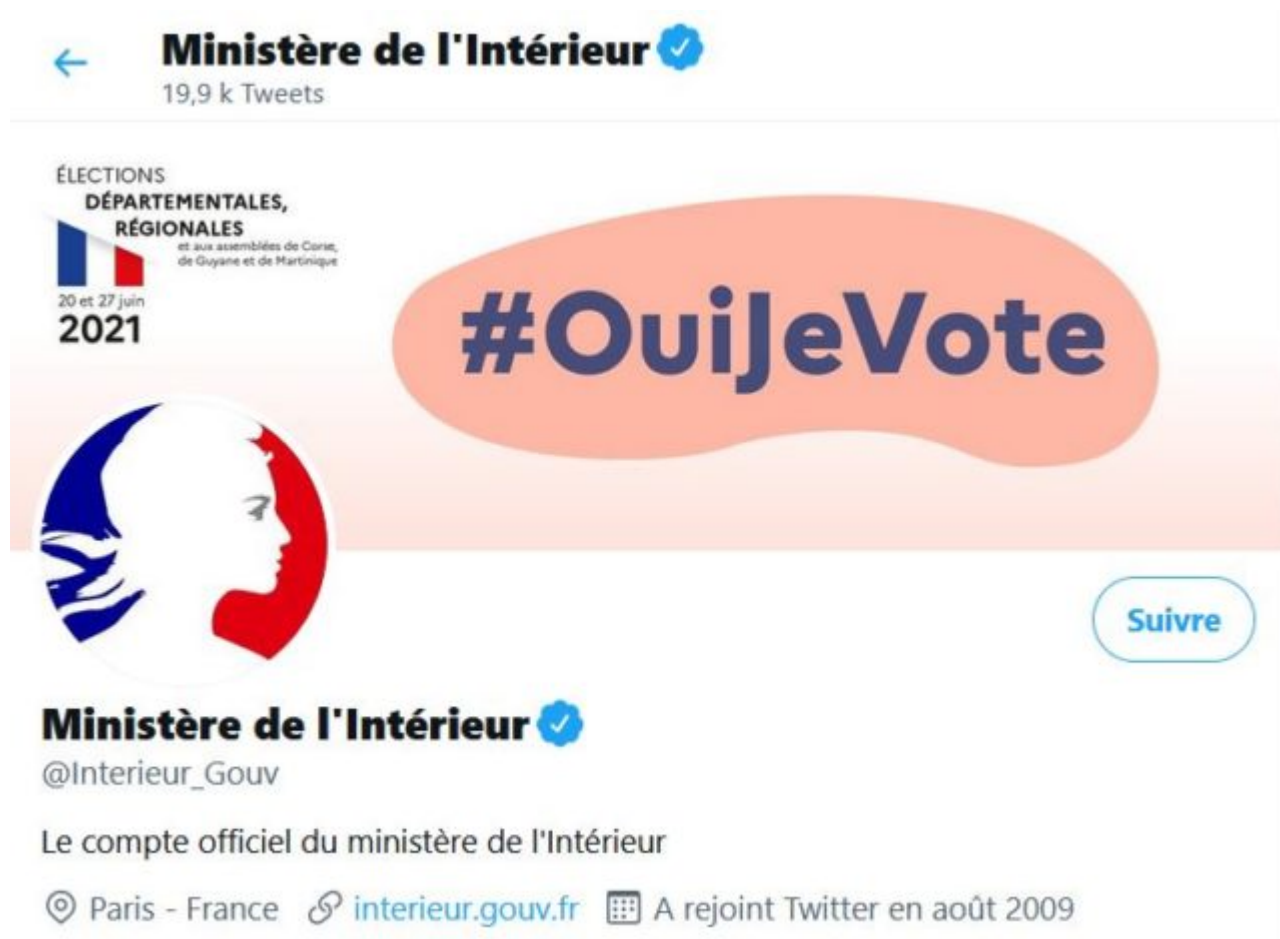 Ministère de l'Intérieur
19,9 k Tweets
ÉLECTIONS
DÉPARTEMENTALES,
RÉGIONALES
et aux assemblées de Corse,
de Guyane et de Martinique
20 et 27 juin
2021
#OuiJeVote
Suivre
Ministère de l'Intérieur
@Interieur_Gouv
Le compte officiel du ministère de l'Intérieur
Paris - France interieur.gouv.fr A rejoint Twitter en août 2009